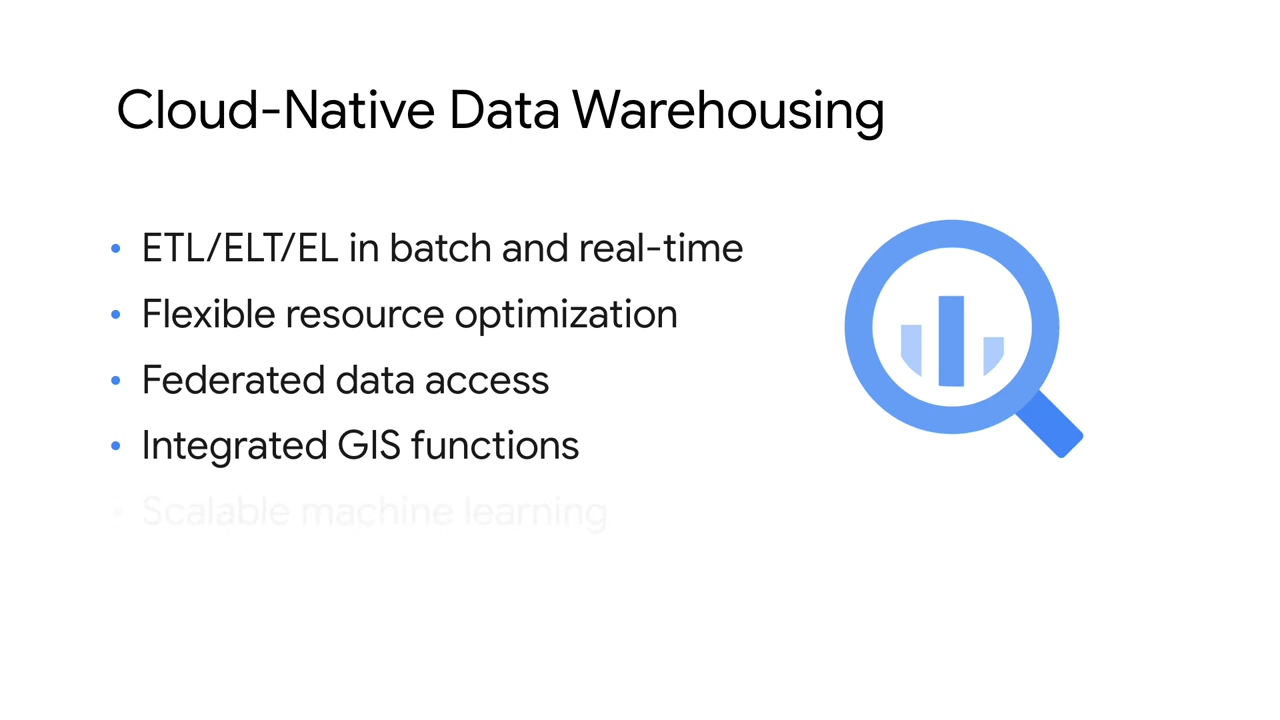 Cloud-Native Data Warehousing
• ETL/ELT/EL in batch and real-time
• Flexible resource optimization
• Federated data access
• Integrated GIS functions
• Scalable machine learning